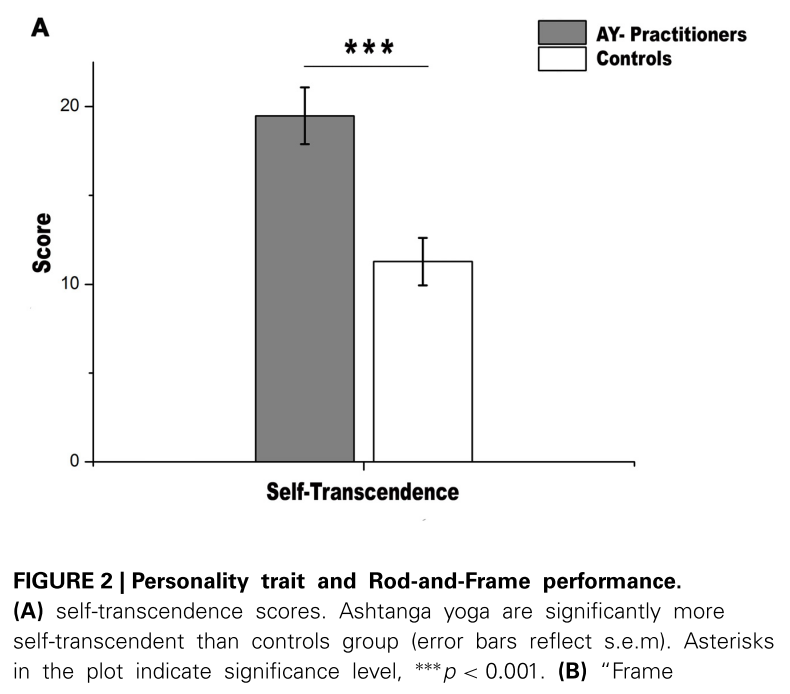 A
***
AY- Practitioners
Controls
20
10
0
Score
Self-Transcendence
FIGURE 2 | Personality trait and Rod-and-Frame performance.
(A) self-transcendence scores. Ashtanga yoga are significantly more
self-transcendent than controls group (error bars reflect s.e.m). Asterisks
in the plot indicate significance level, ***p < 0.001. (B) “Frame